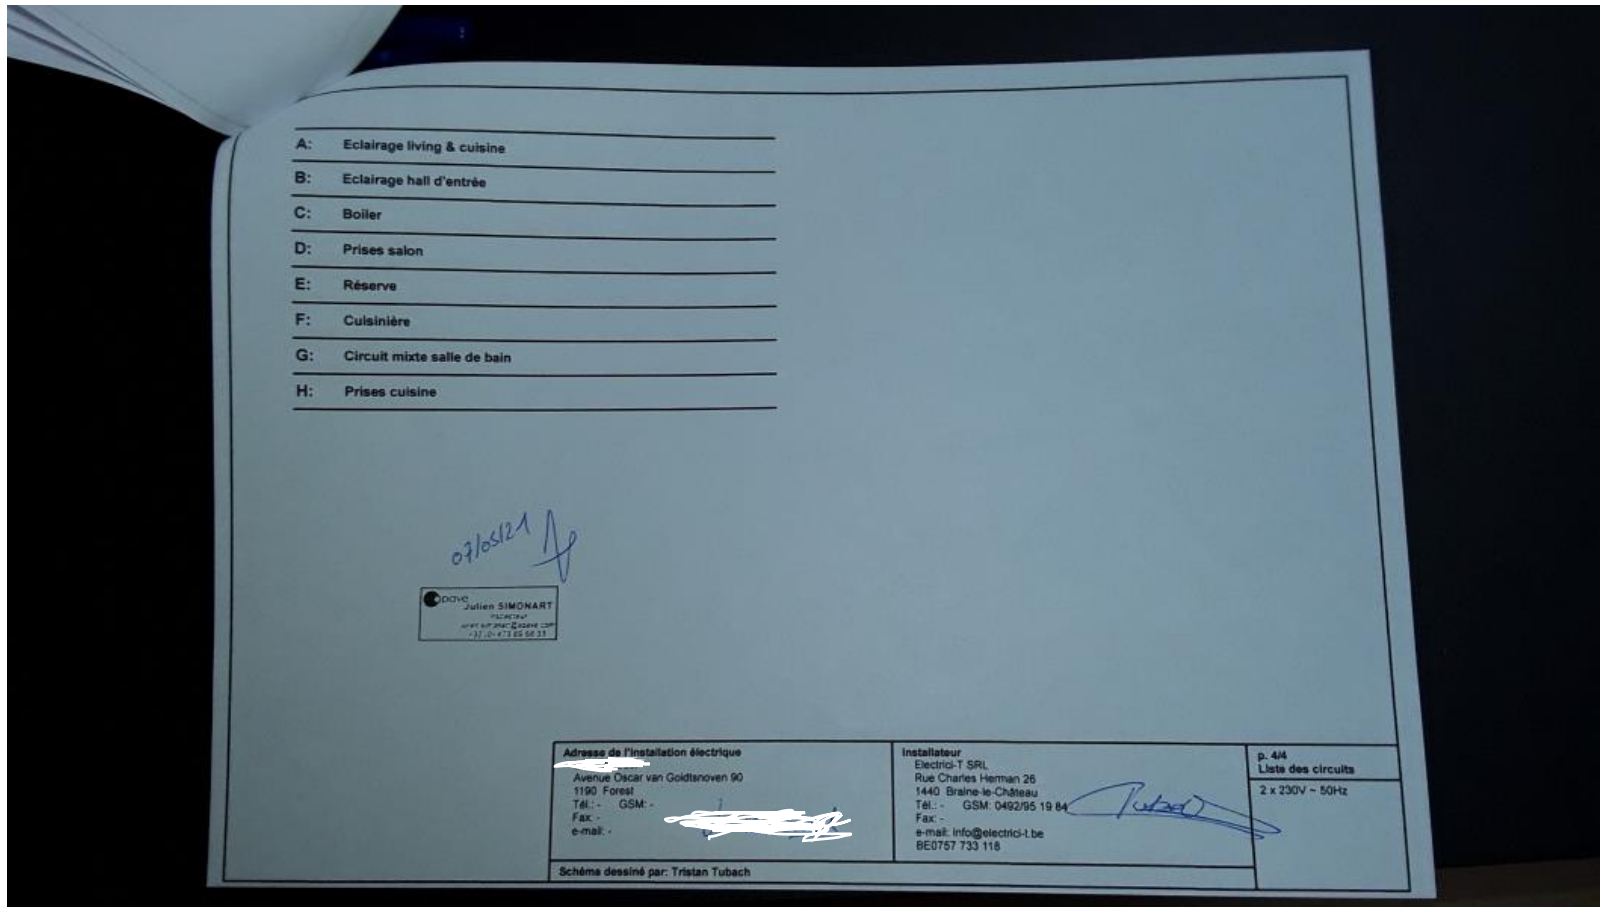 A: Eclairage living & cuisine
B: Eclairage hall d'entrée
C: Boiler
D: Prises salon
E: Réserve
F: Cuisinière
G: Circuit mixte salle de bain
H: Prises cuisine
07/05/21
pave
Julien SIMONART
Adresse de l'installation électrique
Avenue Oscar van Goidtsnoven 90
1190 Forest
Tél.: - GSM: -
Fax: -
e-mail: -
Installateur
Electrici-T SRL
Rue Charles Herman 26
1440 Braine-le-Château
Tél.: - GSM: 0492/95 19 84
Fax: -
e-mail: info@electrici-t.be
BE0757 733 118
p. 4/4
Liste des circuits
2 x 230V ~ 50Hz
Schéma dessiné par: Tristan Tubach